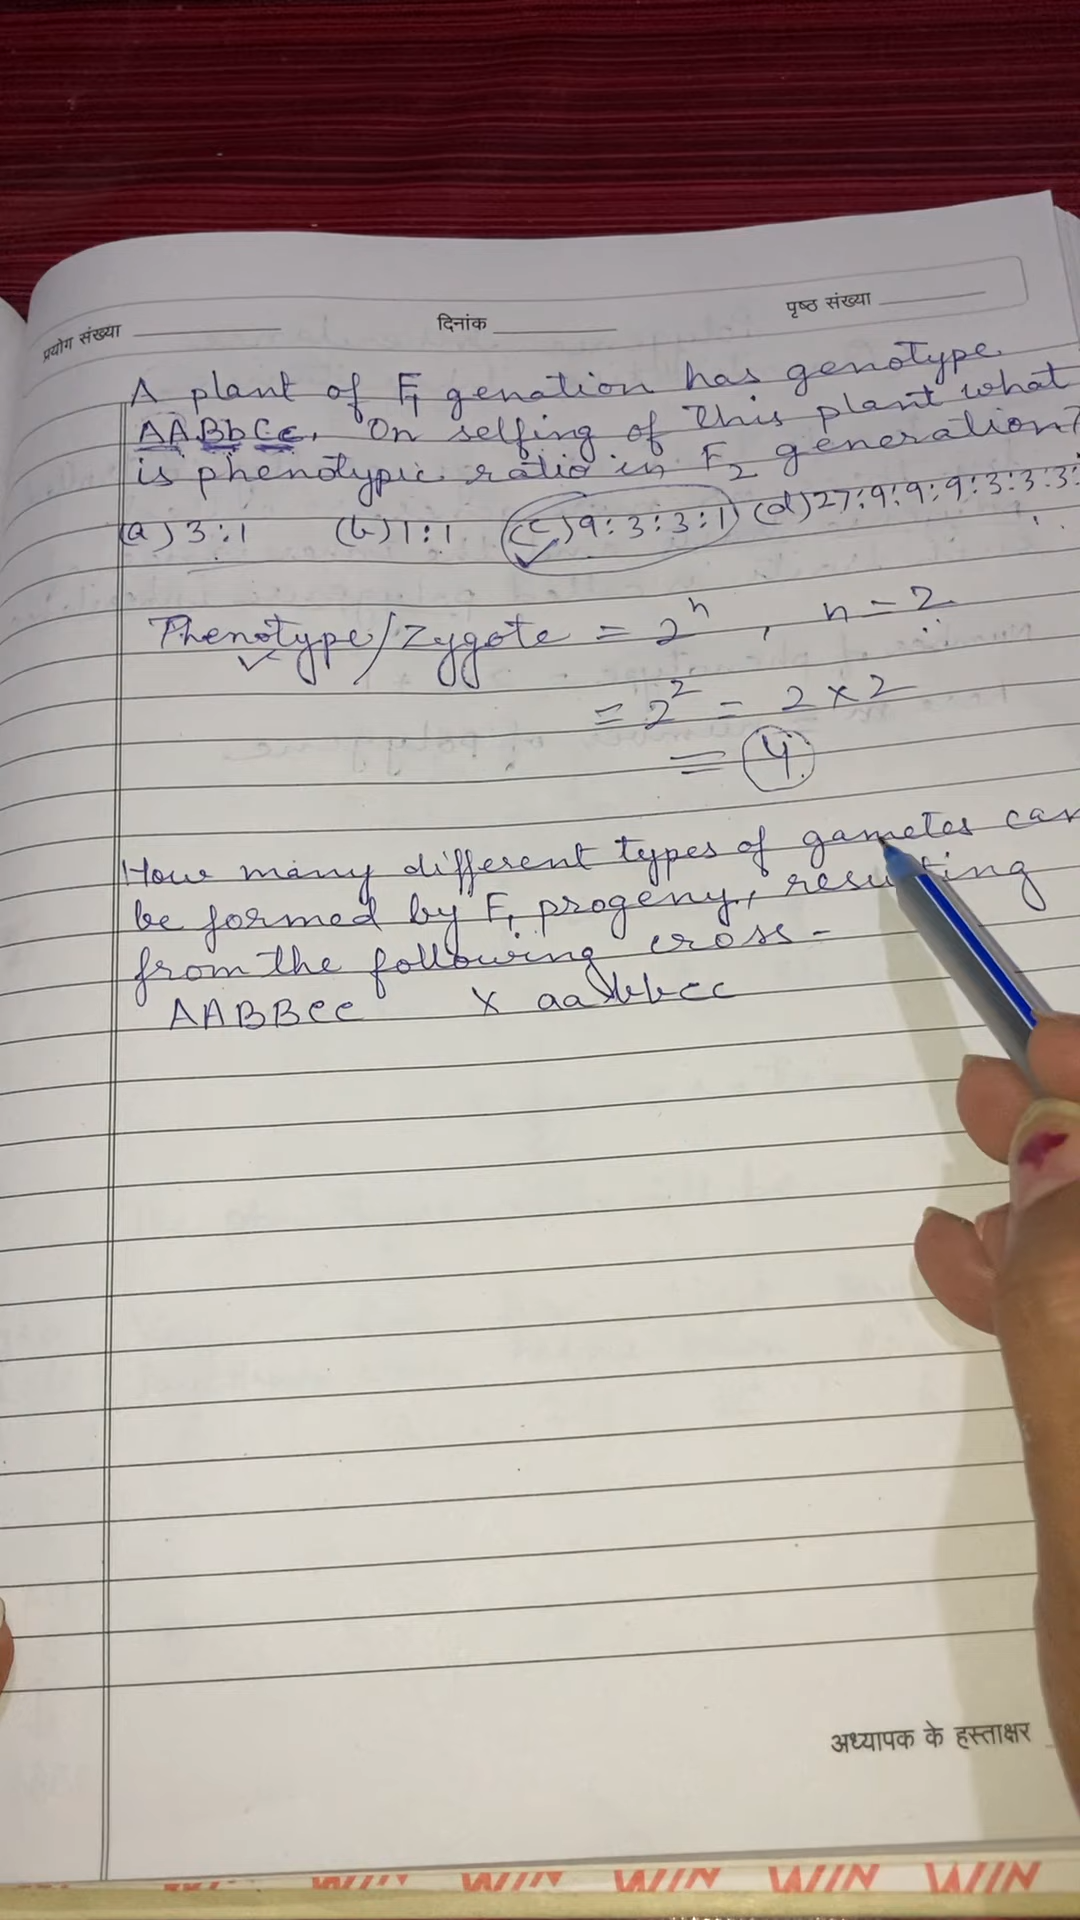 प्रयोग संख्या
दिनांक
पृष्ठ संख्या
A plant of F1 genation has genotype
AABbCc. On selfing of this plant what
is phenotypic ratio in F2 generation?
(a) 3:1 (b) 1:1 (c) 9:3:3:1 (d) 27:9:9:9:3:3:3:
Phenotype/Zygote = 2^n , n = 2
= 2^2 = 2 × 2
= 4
How many different types of gametes can
be formed by F1 progeny, resulting
from the following cross -
AABBCC × aabbcc
अध्यापक के हस्ताक्षर
WIN WIN WIN WIN